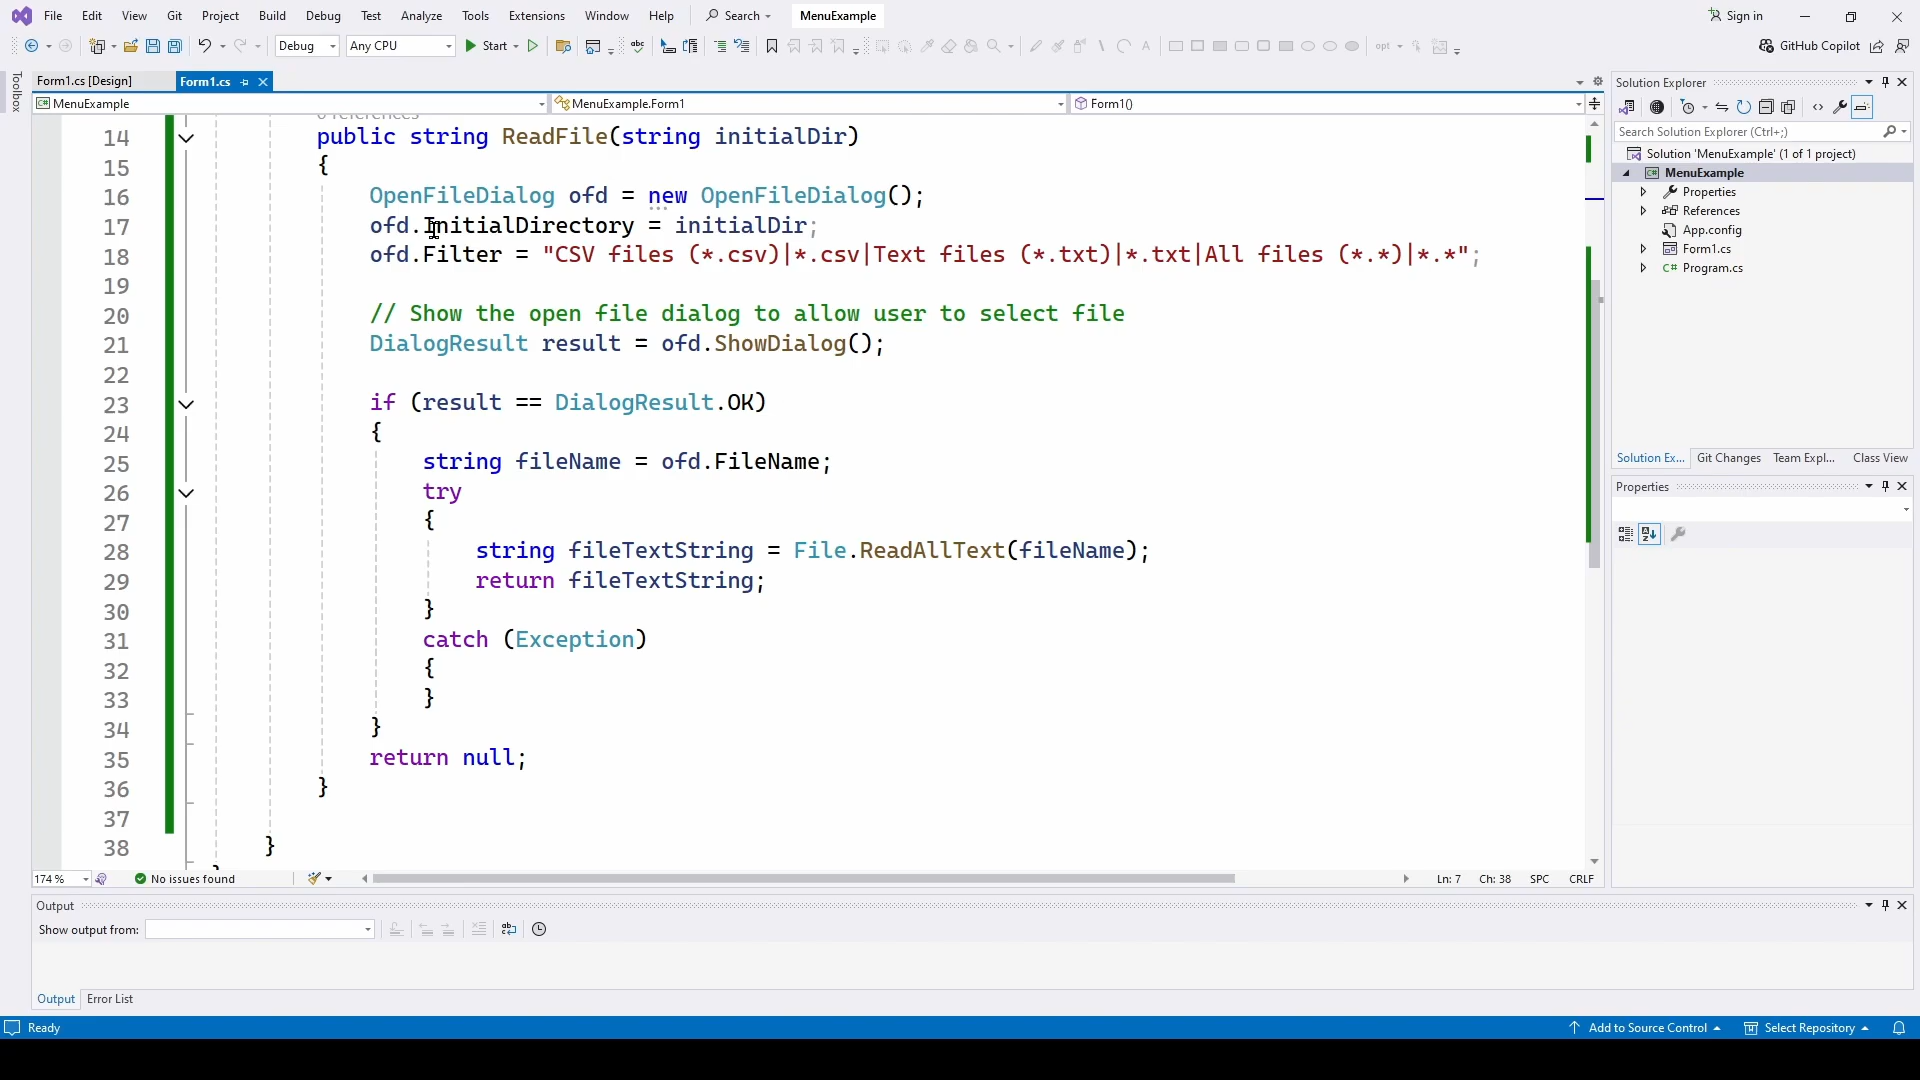 File Edit View Git Project Build Debug Test Analyze Tools Extensions Window Help Search MenuExample Sign in
Debug Any CPU Start GitHub Copilot
Toolbox
Form1.cs [Design] Form1.cs
MenuExample MenuExample.Form1 Form1()
0 references
14 public string ReadFile(string initialDir)
15 {
16 OpenFileDialog ofd = new OpenFileDialog();
17 ofd.InitialDirectory = initialDir;
18 ofd.Filter = "CSV files (*.csv)|*.csv|Text files (*.txt)|*.txt|All files (*.*)|*.*";
19
20 // Show the open file dialog to allow user to select file
21 DialogResult result = ofd.ShowDialog();
22
23 if (result == DialogResult.OK)
24 {
25 string fileName = ofd.FileName;
26 try
27 {
28 string fileTextString = File.ReadAllText(fileName);
29 return fileTextString;
30 }
31 catch (Exception)
32 {
33 }
34 }
35 return null;
36 }
37
38 }
}
174 % No issues found Ln: 7 Ch: 38 SPC CRLF
Solution Explorer
Search Solution Explorer (Ctrl+;)
Solution 'MenuExample' (1 of 1 project)
MenuExample
Properties
References
App.config
Form1.cs
C# Program.cs
Solution Ex... Git Changes Team Expl... Class View
Properties
Output
Show output from:
Output Error List
Ready Add to Source Control Select Repository